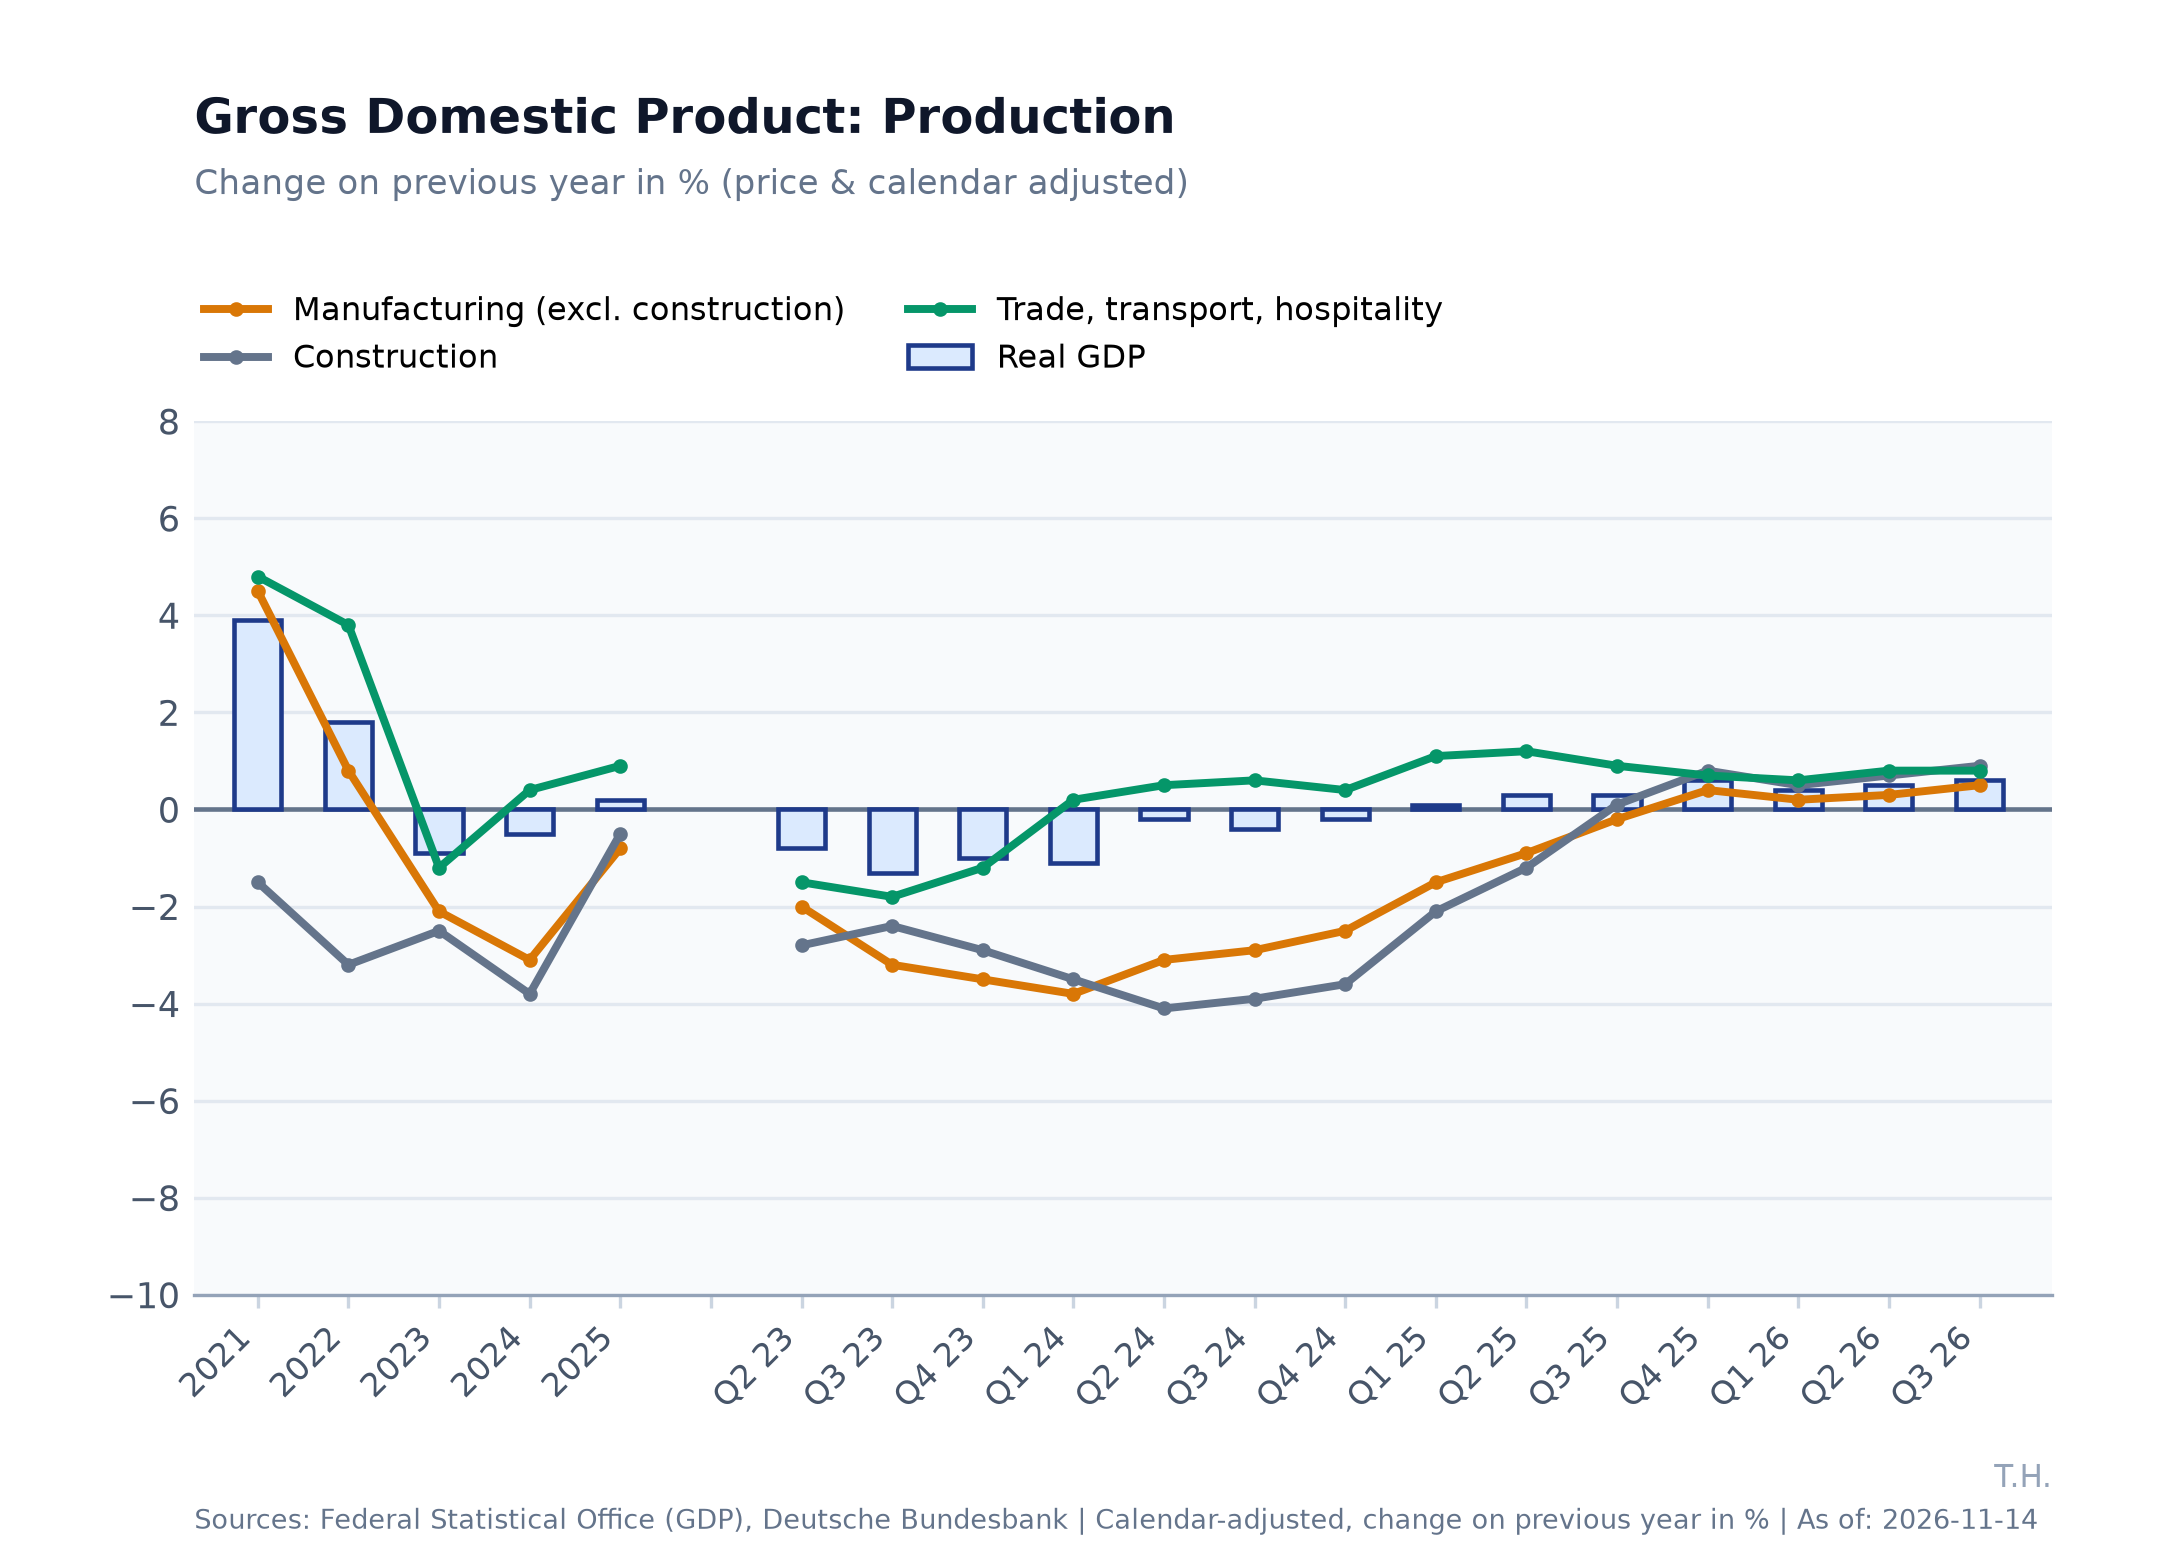 Gross Domestic Product: Production
Change on previous year in % (price & calendar adjusted)
Manufacturing (excl. construction)
Trade, transport, hospitality
Construction
Real GDP
8
6
4
2
0
−2
−4
−6
−8
−10
2021
2022
2023
2024
2025
Q2 23
Q3 23
Q4 23
Q1 24
Q2 24
Q3 24
Q4 24
Q1 25
Q2 25
Q3 25
Q4 25
Q1 26
Q2 26
Q3 26
T.H.
Sources: Federal Statistical Office (GDP), Deutsche Bundesbank | Calendar-adjusted, change on previous year in % | As of: 2026-11-14